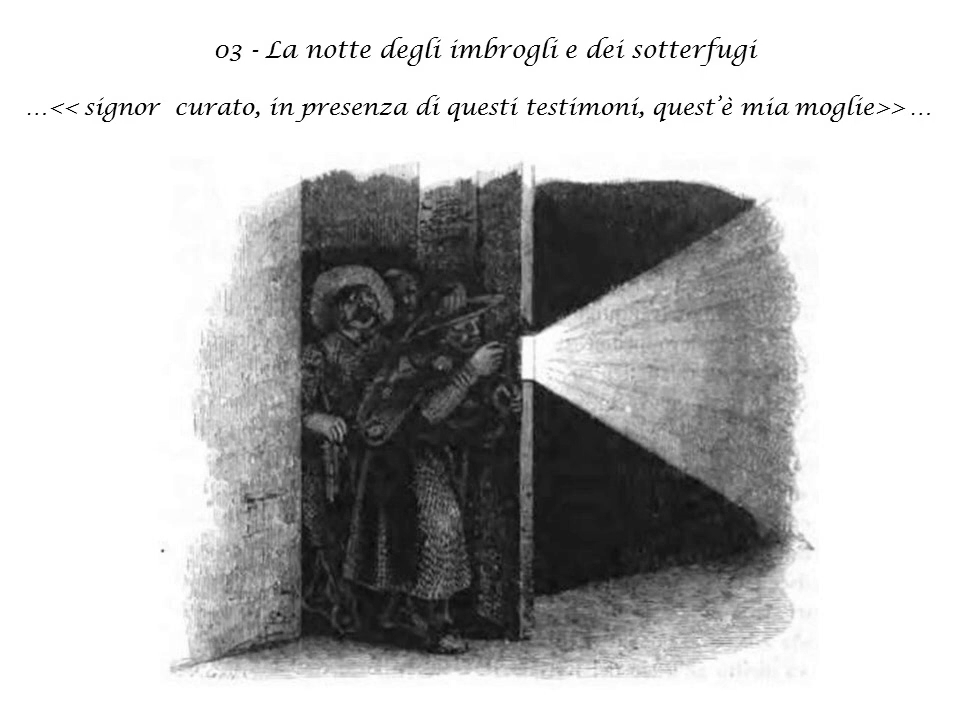 03 - La notte degli imbrogli e dei sotterfugi
…<< signor  curato, in presenza di questi testimoni, quest’è mia moglie>> …